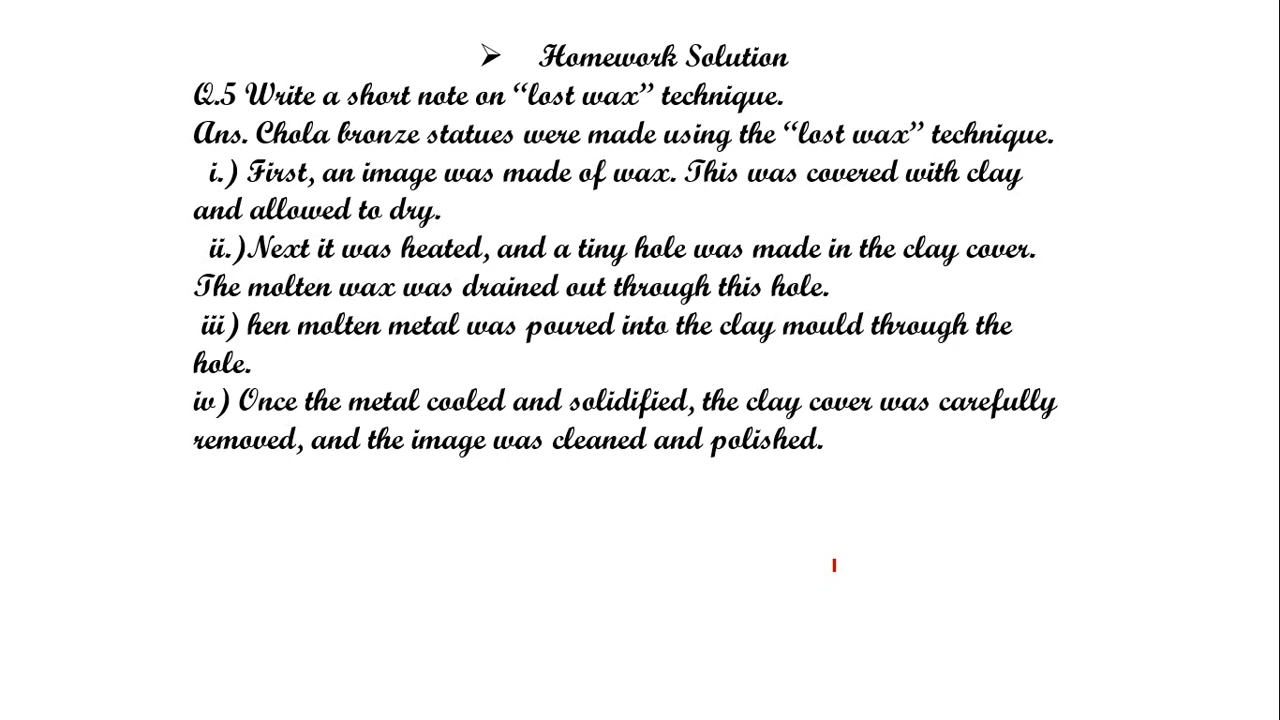 ➢ Homework Solution
Q.5 Write a short note on “lost wax” technique.
Ans. Chola bronze statues were made using the “lost wax” technique.
i.) First, an image was made of wax. This was covered with clay
and allowed to dry.
ii.)Next it was heated, and a tiny hole was made in the clay cover.
The molten wax was drained out through this hole.
iii) hen molten metal was poured into the clay mould through the
hole.
iv) Once the metal cooled and solidified, the clay cover was carefully
removed, and the image was cleaned and polished.